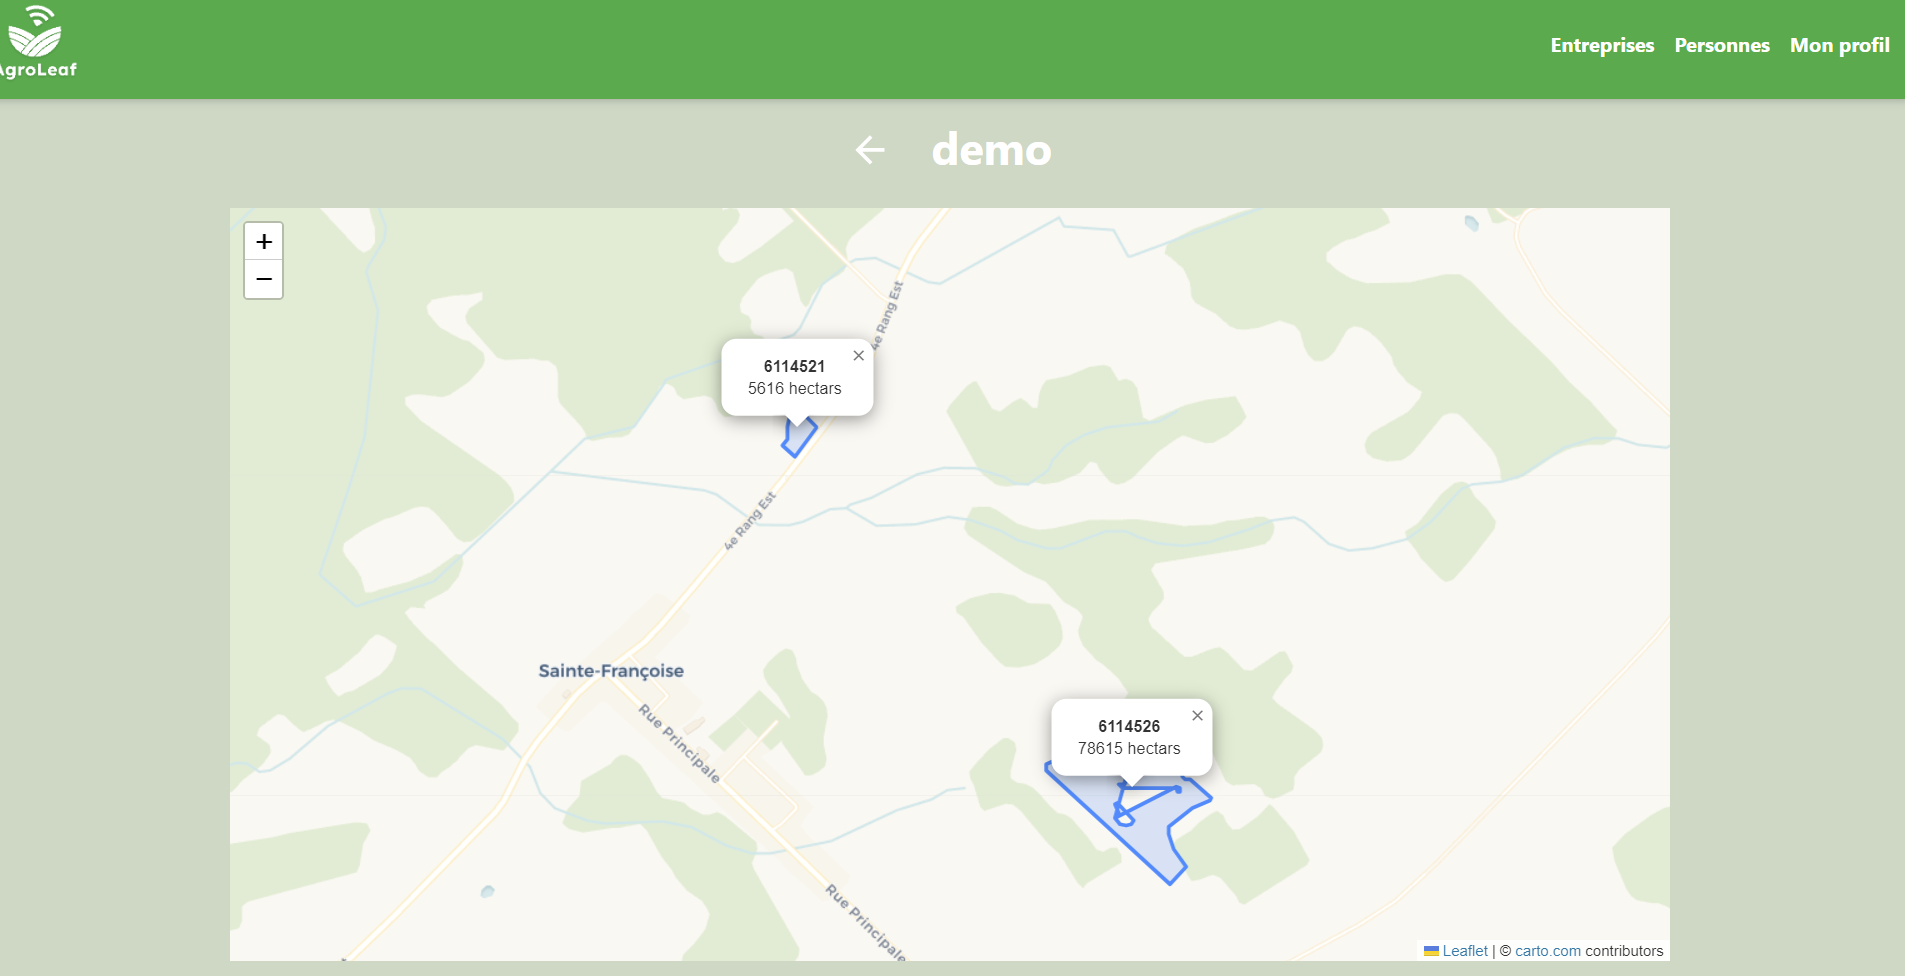 AgroLeaf
Entreprises Personnes Mon profil
demo
+
−
4e Rang Est
6114521
5616 hectars
4e Rang Est
Sainte-Françoise
Rue Principale
6114526
78615 hectars
Rue Principale
Leaflet | © carto.com contributors